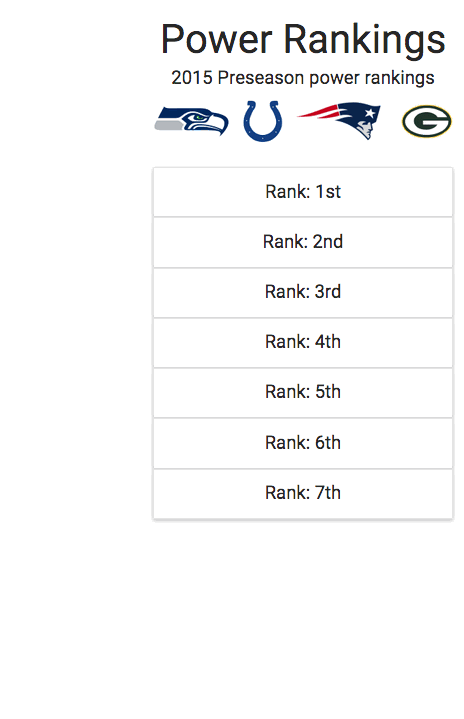 Power Rankings
2015 Preseason power rankings
G
Rank: 1st
Rank: 2nd
Rank: 3rd
Rank: 4th
Rank: 5th
Rank: 6th
Rank: 7th